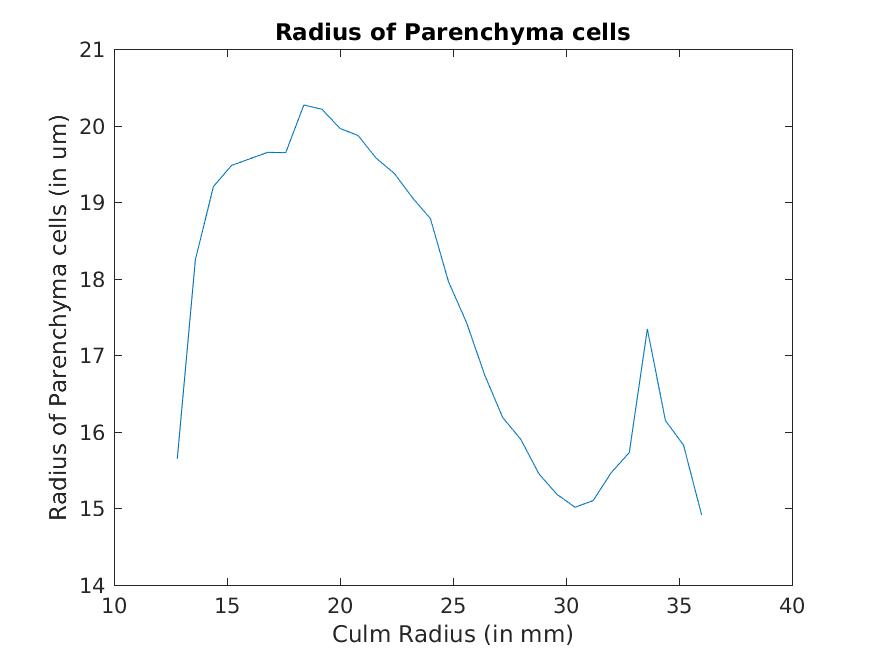 Radius of Parenchyma cells
Radius of Parenchyma cells (in um)
21
20
19
18
17
16
15
14
10 15 20 25 30 35 40
Culm Radius (in mm)